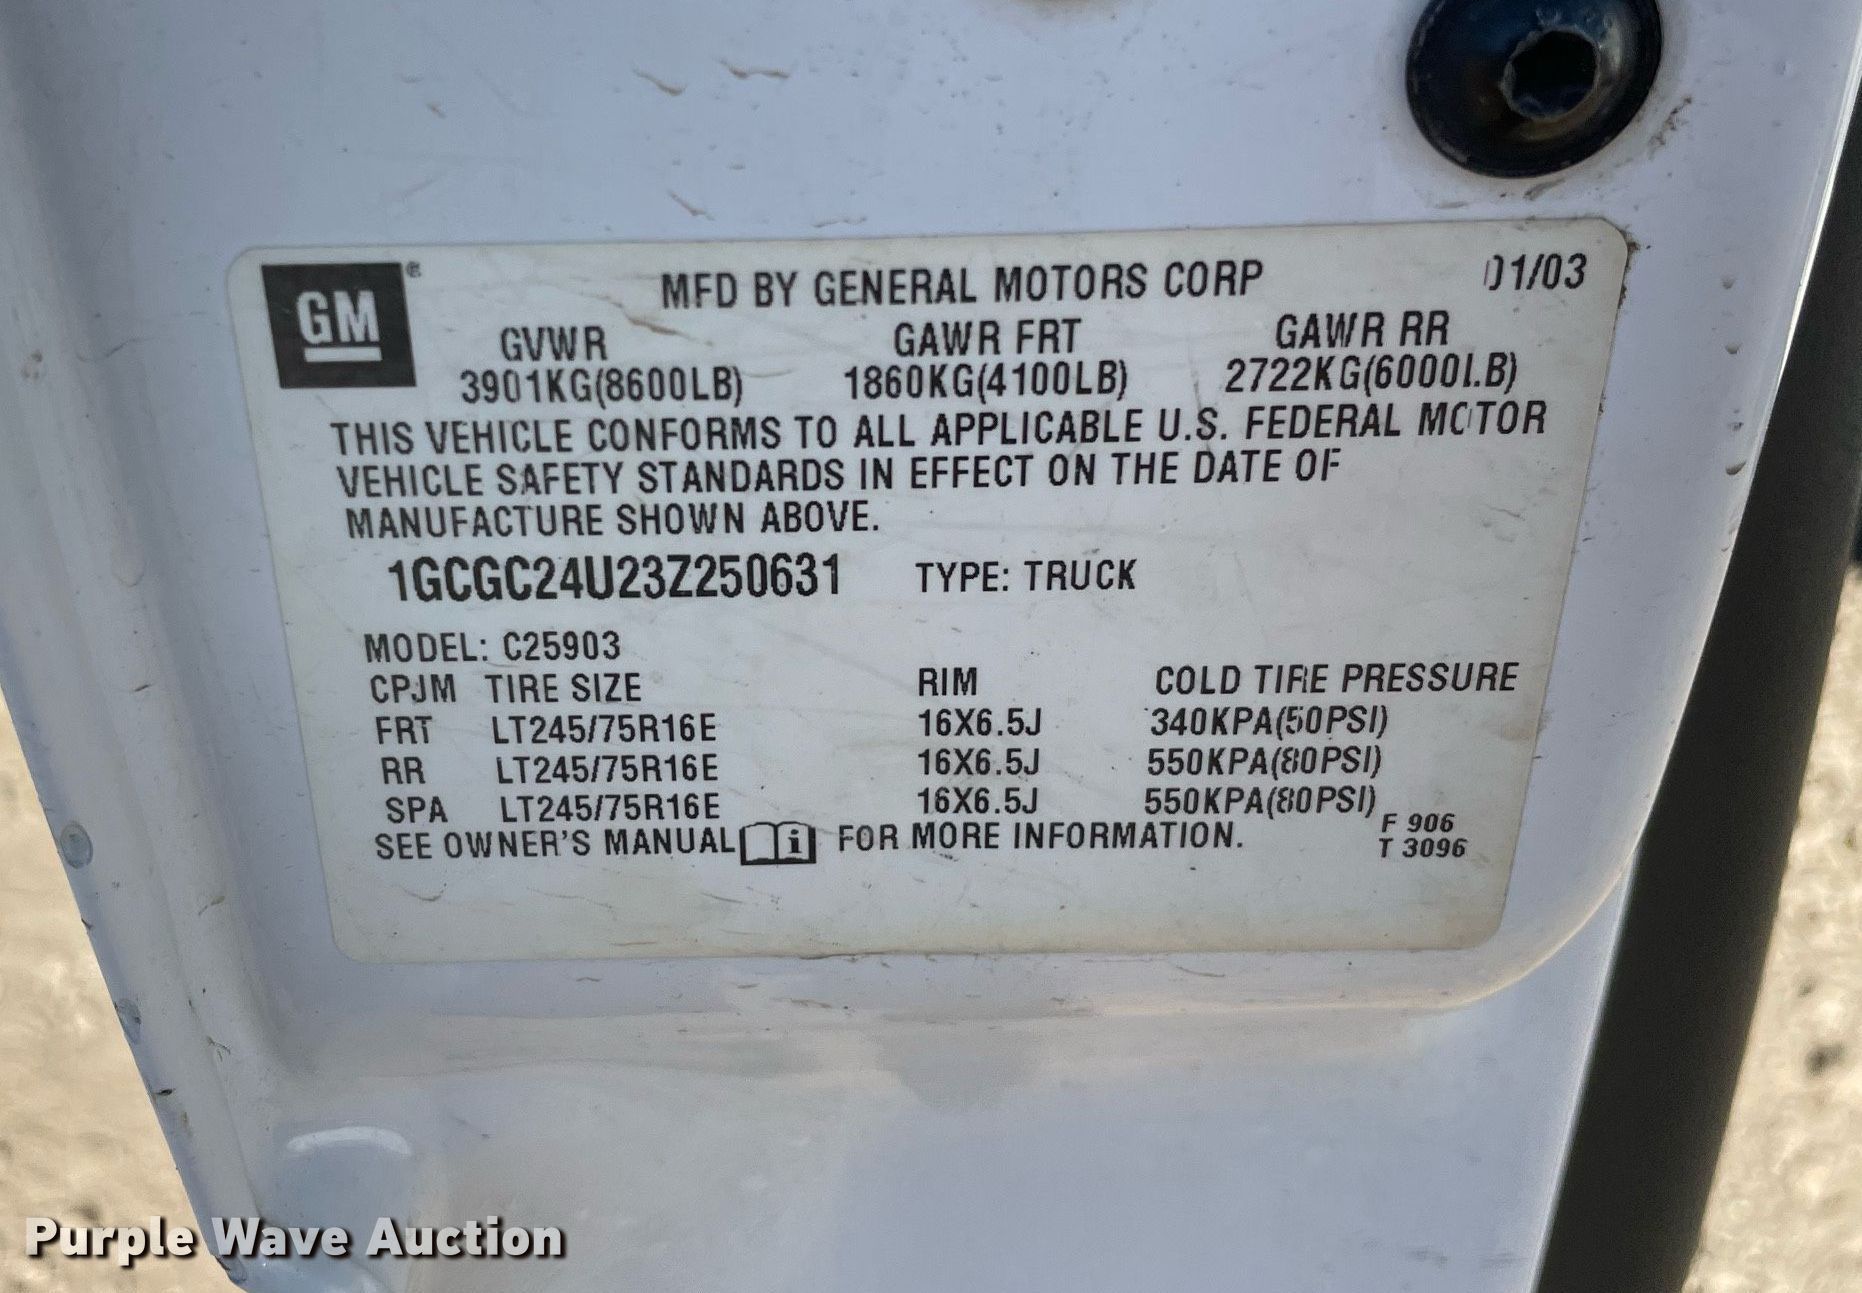 GM ®
MFD BY GENERAL MOTORS CORP 01/03
GVWR GAWR FRT GAWR RR
3901KG(8600LB) 1860KG(4100LB) 2722KG(6000LB)
THIS VEHICLE CONFORMS TO ALL APPLICABLE U.S. FEDERAL MOTOR
VEHICLE SAFETY STANDARDS IN EFFECT ON THE DATE OF
MANUFACTURE SHOWN ABOVE.
1GCGC24U23Z250631 TYPE: TRUCK
MODEL: C25903
CPJM TIRE SIZE RIM COLD TIRE PRESSURE
FRT LT245/75R16E 16X6.5J 340KPA(50PSI)
RR LT245/75R16E 16X6.5J 550KPA(80PSI)
SPA LT245/75R16E 16X6.5J 550KPA(80PSI)
SEE OWNER'S MANUAL i FOR MORE INFORMATION.
F 906
T 3096
Purple Wave Auction